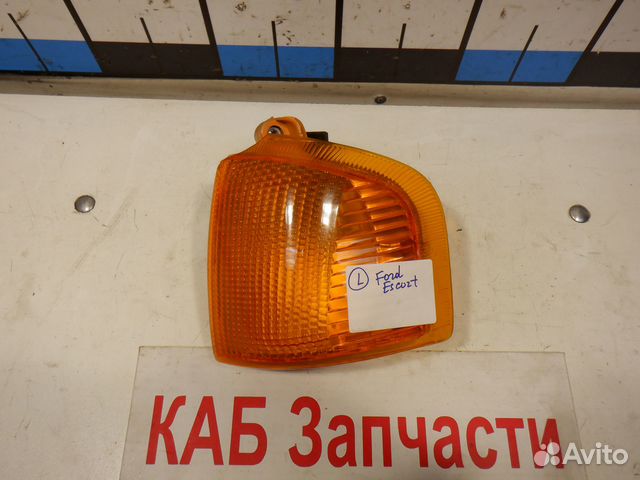 L Ford
Escort
КАБ Запчасти
Avito